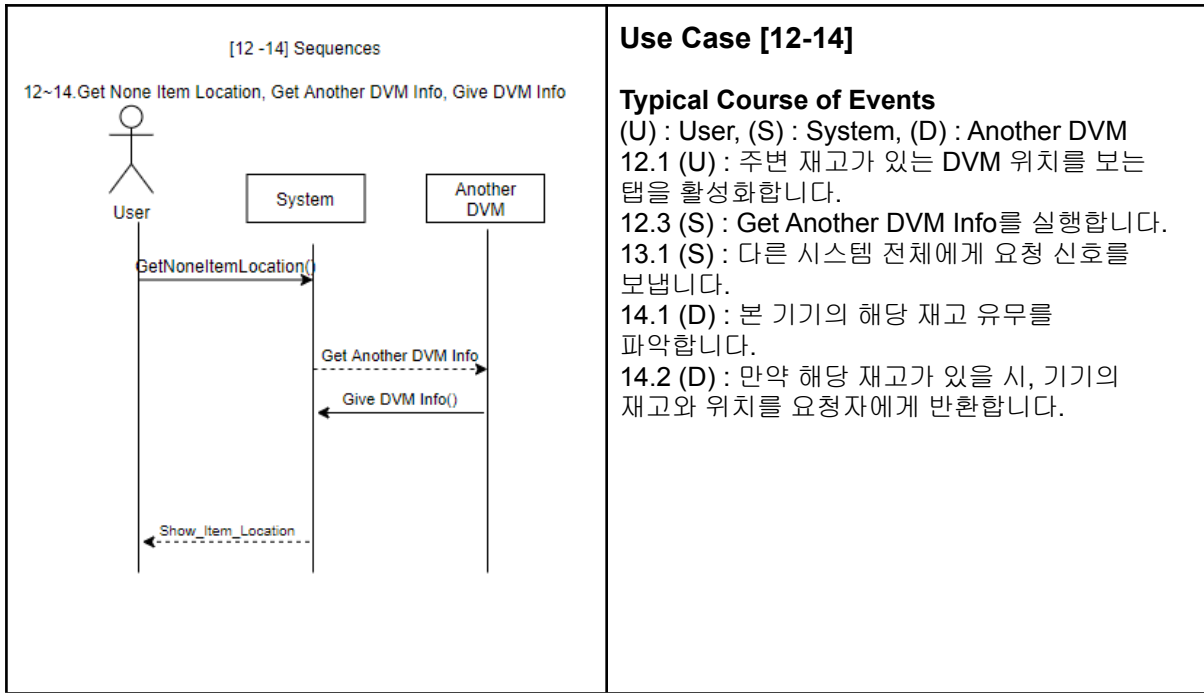 [12 -14] Sequences
12~14.Get None Item Location, Get Another DVM Info, Give DVM Info
User
System
Another
DVM
GetNoneItemLocation()
Get Another DVM Info
Give DVM Info()
Show_Item_Location
Use Case [12-14]
Typical Course of Events
(U) : User, (S) : System, (D) : Another DVM
12.1 (U) : 주변 재고가 있는 DVM 위치를 보는
탭을 활성화합니다.
12.3 (S) : Get Another DVM Info를 실행합니다.
13.1 (S) : 다른 시스템 전체에게 요청 신호를
보냅니다.
14.1 (D) : 본 기기의 해당 재고 유무를
파악합니다.
14.2 (D) : 만약 해당 재고가 있을 시, 기기의
재고와 위치를 요청자에게 반환합니다.